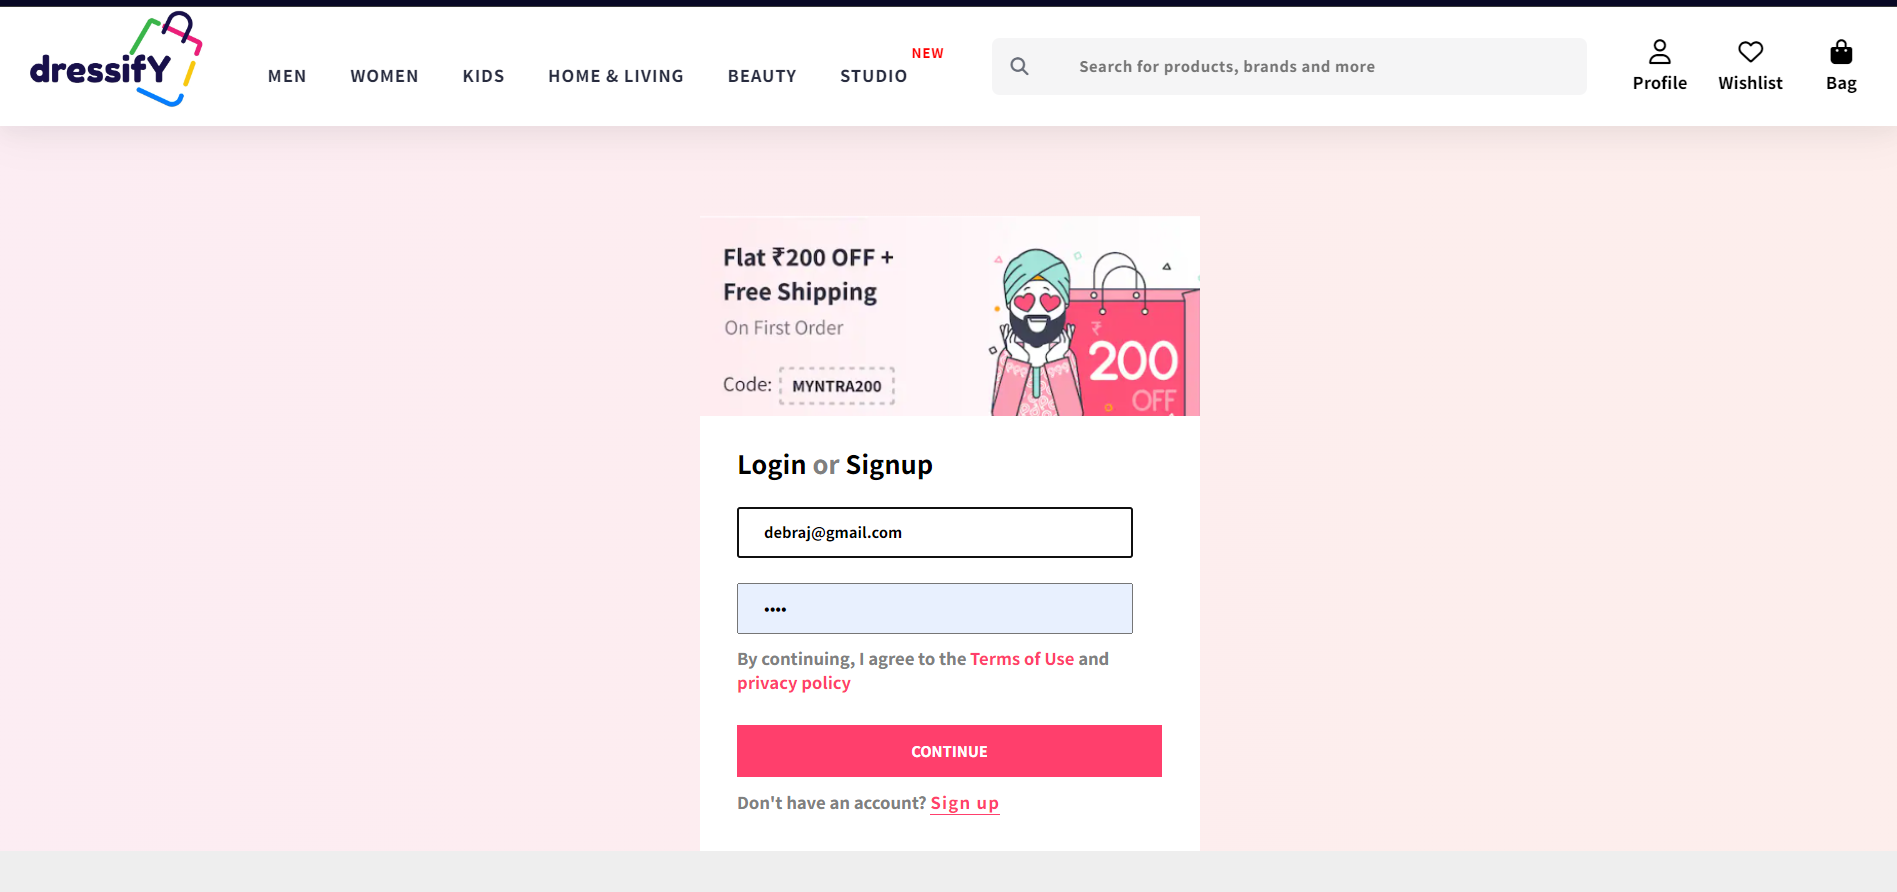 dressifY
MEN WOMEN KIDS HOME & LIVING BEAUTY STUDIO NEW
Search for products, brands and more
Profile Wishlist Bag
Flat ₹200 OFF +
Free Shipping
On First Order
Code: MYNTRA200
₹
200
OFF
Login or Signup
debraj@gmail.com
••••
By continuing, I agree to the Terms of Use and
privacy policy
CONTINUE
Don't have an account? Sign up